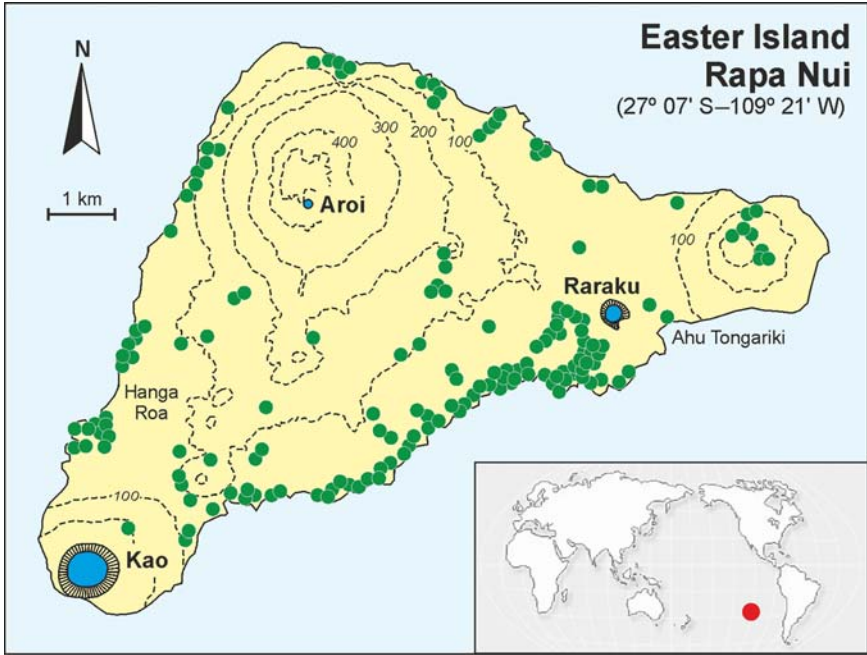 Easter Island
Rapa Nui
(27º 07' S–109º 21' W)
N
1 km
400
300
200
100
Aroi
100
Raraku
Ahu Tongariki
Hanga
Roa
100
Kao